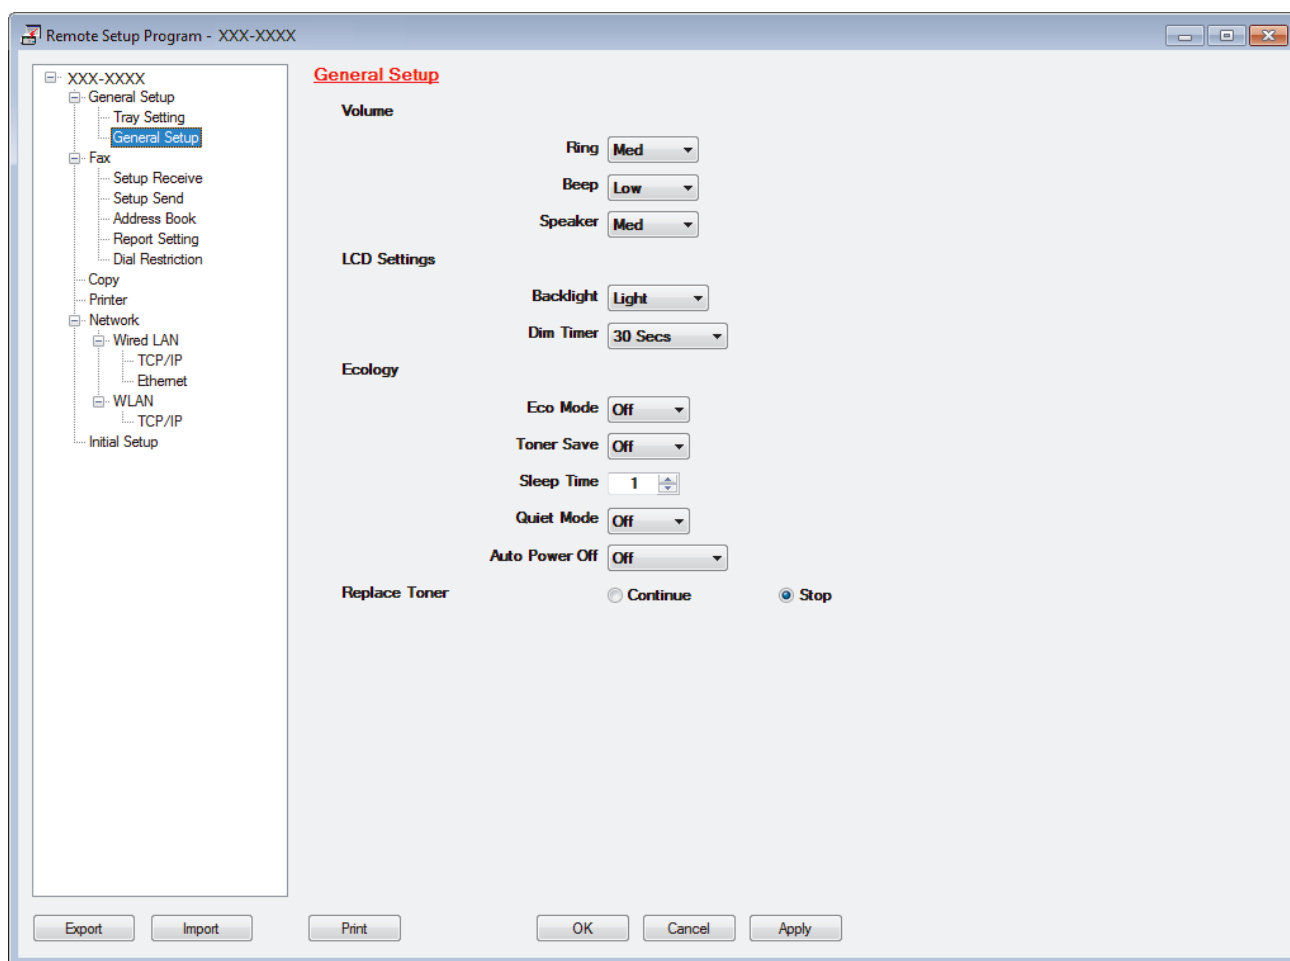 Remote Setup Program - XXX-XXXX
XXX-XXXX
General Setup
Tray Setting
General Setup
Fax
Setup Receive
Setup Send
Address Book
Report Setting
Dial Restriction
Copy
Printer
Network
Wired LAN
TCP/IP
Ethernet
WLAN
TCP/IP
Initial Setup
General Setup
Volume
Ring Med
Beep Low
Speaker Med
LCD Settings
Backlight Light
Dim Timer 30 Secs
Ecology
Eco Mode Off
Toner Save Off
Sleep Time 1
Quiet Mode Off
Auto Power Off Off
Replace Toner Continue Stop
Export Import Print OK Cancel Apply